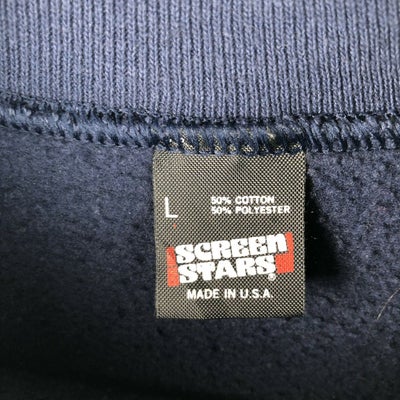 L
50% COTTON
50% POLYESTER
SCREEN
STARS
MADE IN U.S.A.